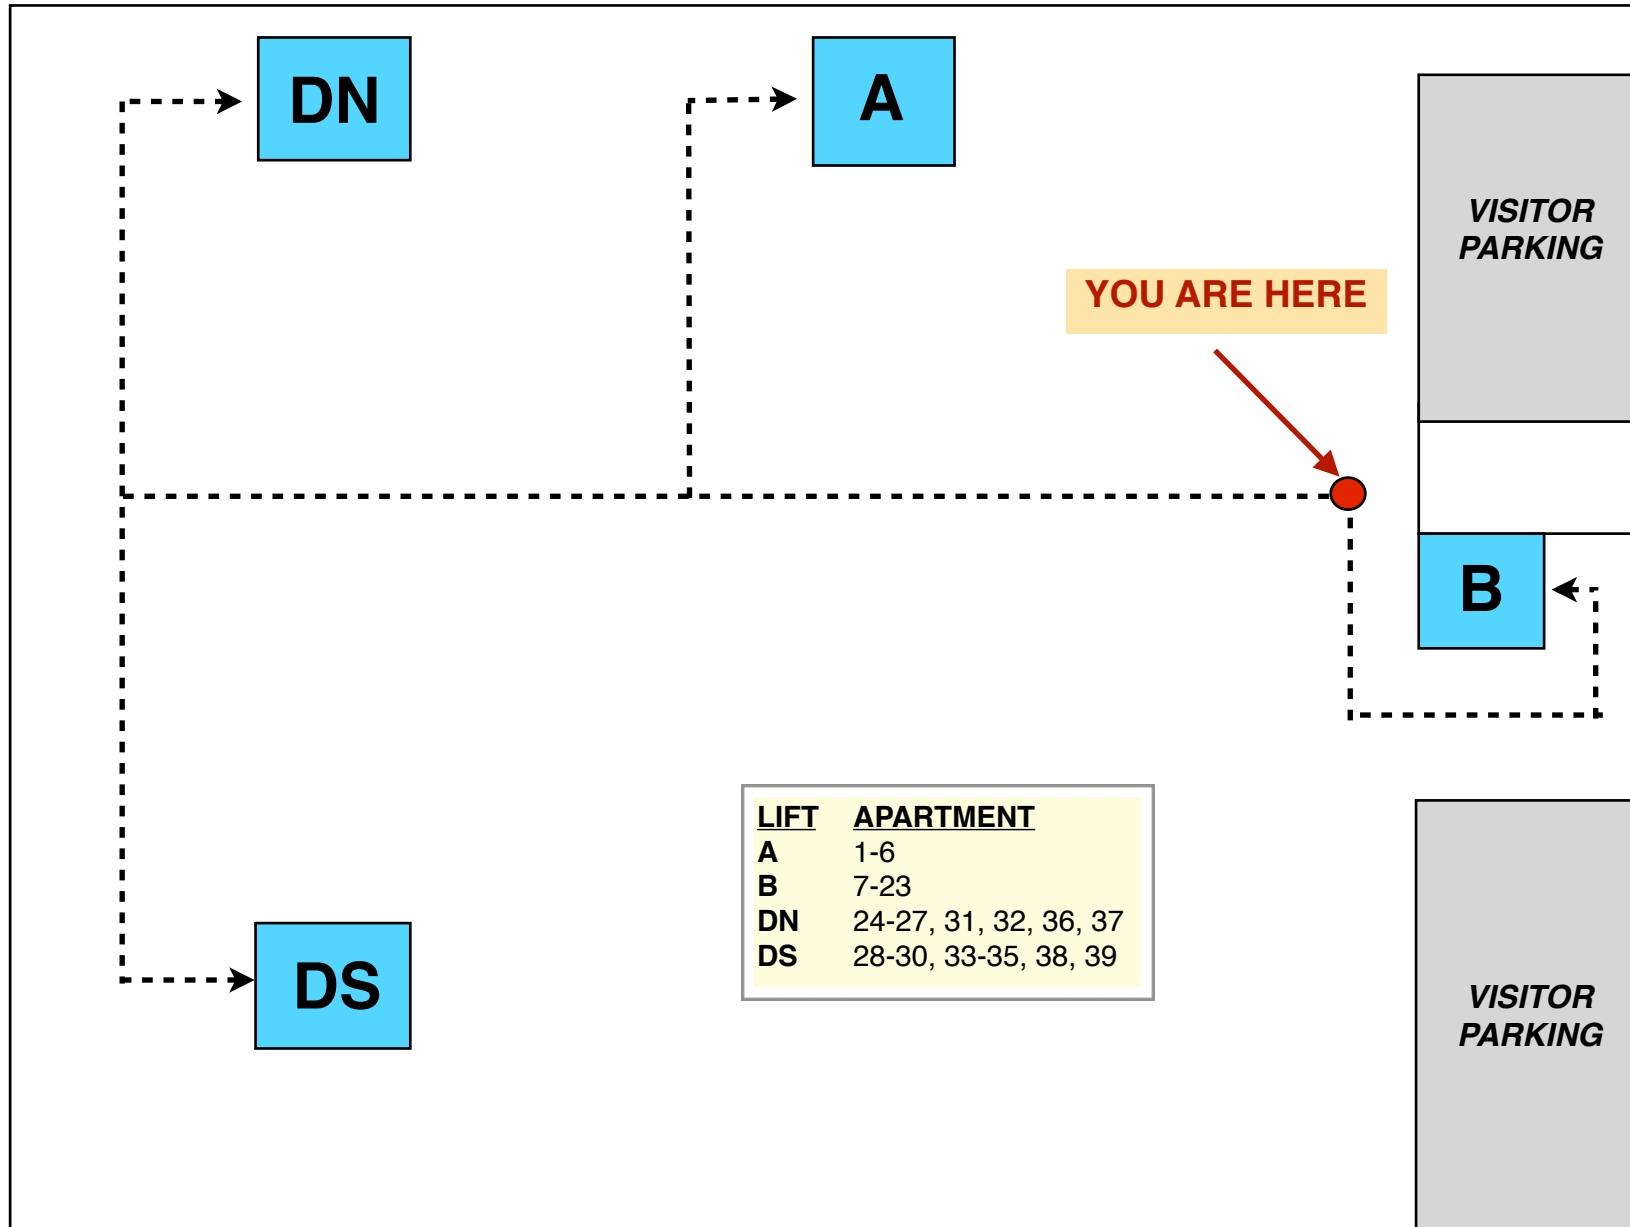 DN
A
VISITOR
PARKING
YOU ARE HERE
B
LIFT APARTMENT
A 1-6
B 7-23
DN 24-27, 31, 32, 36, 37
DS 28-30, 33-35, 38, 39
DS
VISITOR
PARKING